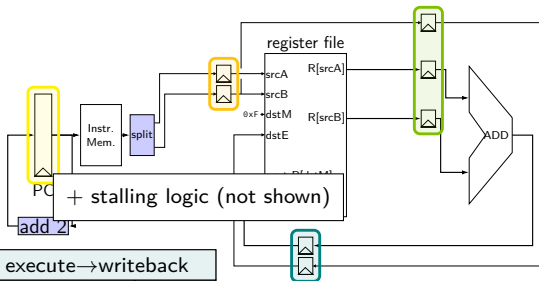 register file
srcA
srcB
dstM
dstE
0xF
R[srcA]
R[srcB]
Instr.
Mem.
split
ADD
PC
+ stalling logic (not shown)
add 2
execute→writeback